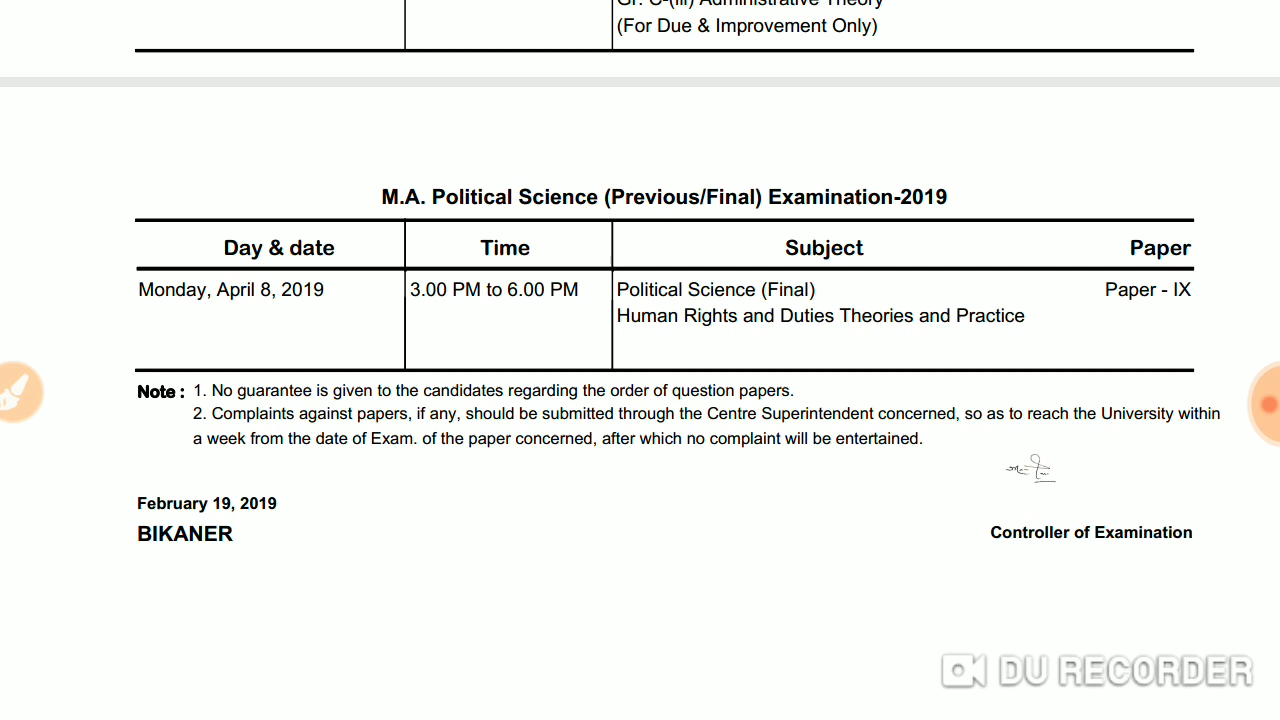 Gr. C-(iii) Administrative Theory
(For Due & Improvement Only)
M.A. Political Science (Previous/Final) Examination-2019
Day & date Time Subject Paper
Monday, April 8, 2019 3.00 PM to 6.00 PM Political Science (Final) Paper - IX
Human Rights and Duties Theories and Practice
Note : 1. No guarantee is given to the candidates regarding the order of question papers.
2. Complaints against papers, if any, should be submitted through the Centre Superintendent concerned, so as to reach the University within
a week from the date of Exam. of the paper concerned, after which no complaint will be entertained.
February 19, 2019
BIKANER Controller of Examination
DU RECORDER